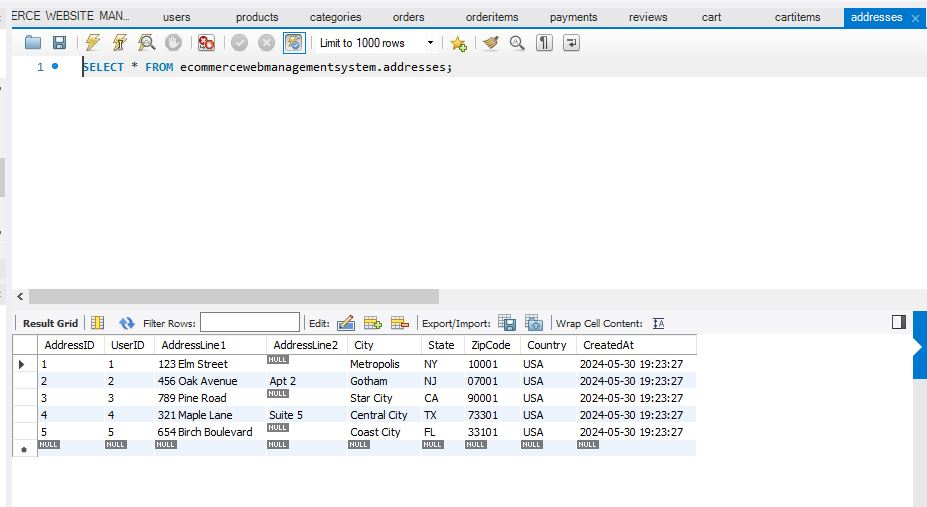 ERCE WEBSITE MAN... users products categories orders orderitems payments reviews cart cartitems addresses
Limit to 1000 rows
1 SELECT * FROM ecommercewebmanagementsystem.addresses;
Result Grid Filter Rows: Edit: Export/Import: Wrap Cell Content:
AddressID UserID AddressLine1 AddressLine2 City State ZipCode Country CreatedAt
1 1 123 Elm Street NULL Metropolis NY 10001 USA 2024-05-30 19:23:27
2 2 456 Oak Avenue Apt 2 Gotham NJ 07001 USA 2024-05-30 19:23:27
3 3 789 Pine Road NULL Star City CA 90001 USA 2024-05-30 19:23:27
4 4 321 Maple Lane Suite 5 Central City TX 73301 USA 2024-05-30 19:23:27
5 5 654 Birch Boulevard NULL Coast City FL 33101 USA 2024-05-30 19:23:27
NULL NULL NULL NULL NULL NULL NULL NULL NULL